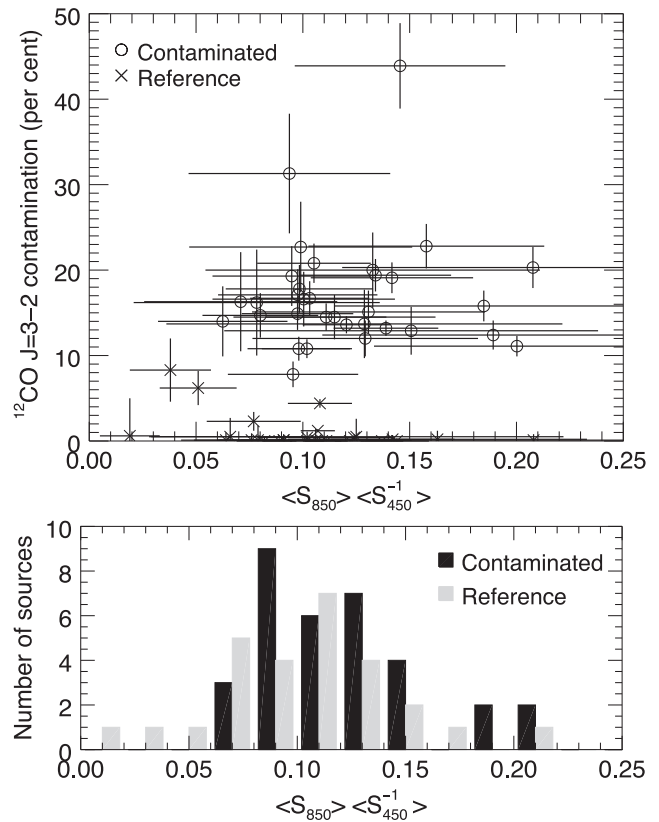 50
40
30
20
10
0
¹²CO J=3−2 contamination (per cent)
Contaminated
Reference
0.00 0.05 0.10 0.15 0.20 0.25
<S₈₅₀> <S₄₅₀⁻¹>
10
8
6
4
2
0
Number of sources
Contaminated
Reference
0.00 0.05 0.10 0.15 0.20 0.25
<S₈₅₀> <S₄₅₀⁻¹>